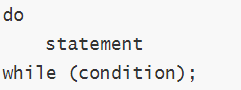 do
    statement
while (condition);